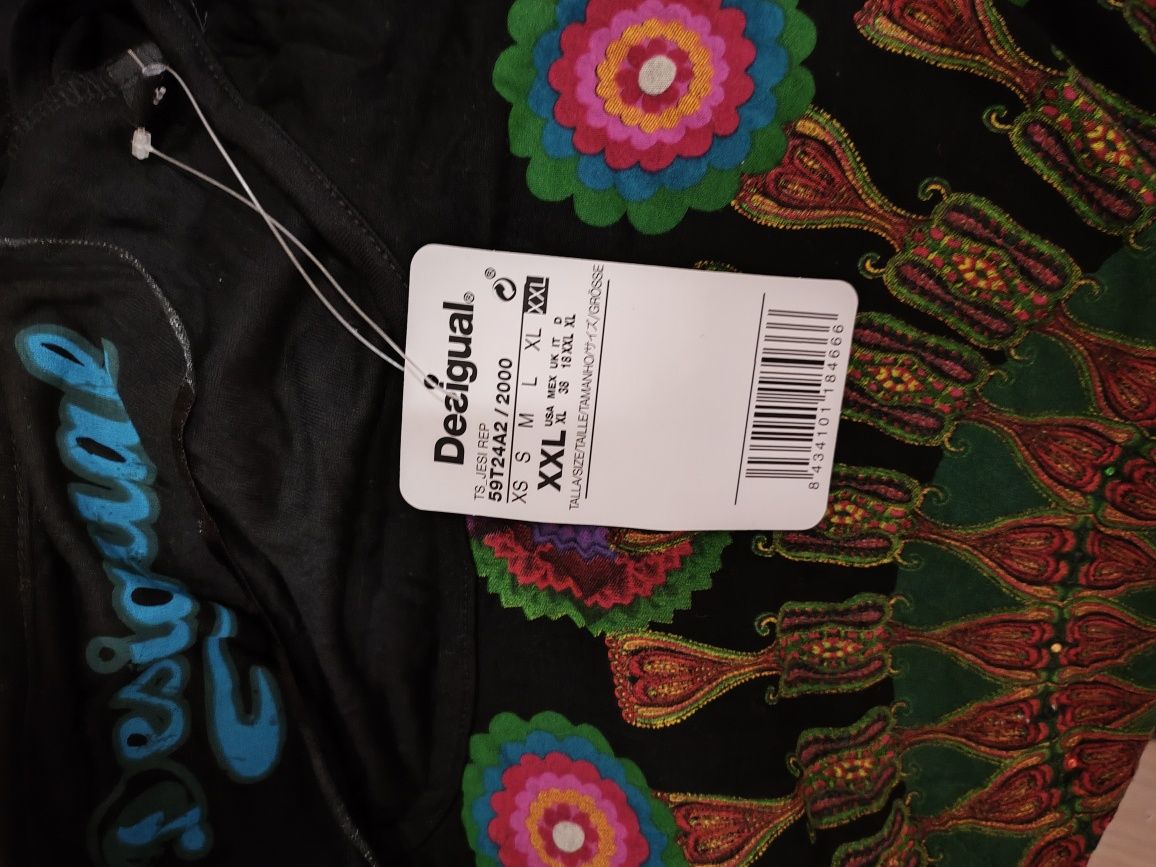 Desigual®
®
TS_JESI REP
59T24A2 / 2000
XS S M L XL XXL
XXL USA MEX UK IT D
XL 38 18 XXL XL
TALLA/SIZE/TAILLE/TAMANHO/サイズ/GRÖSSE
8 434101 184666
Desigual